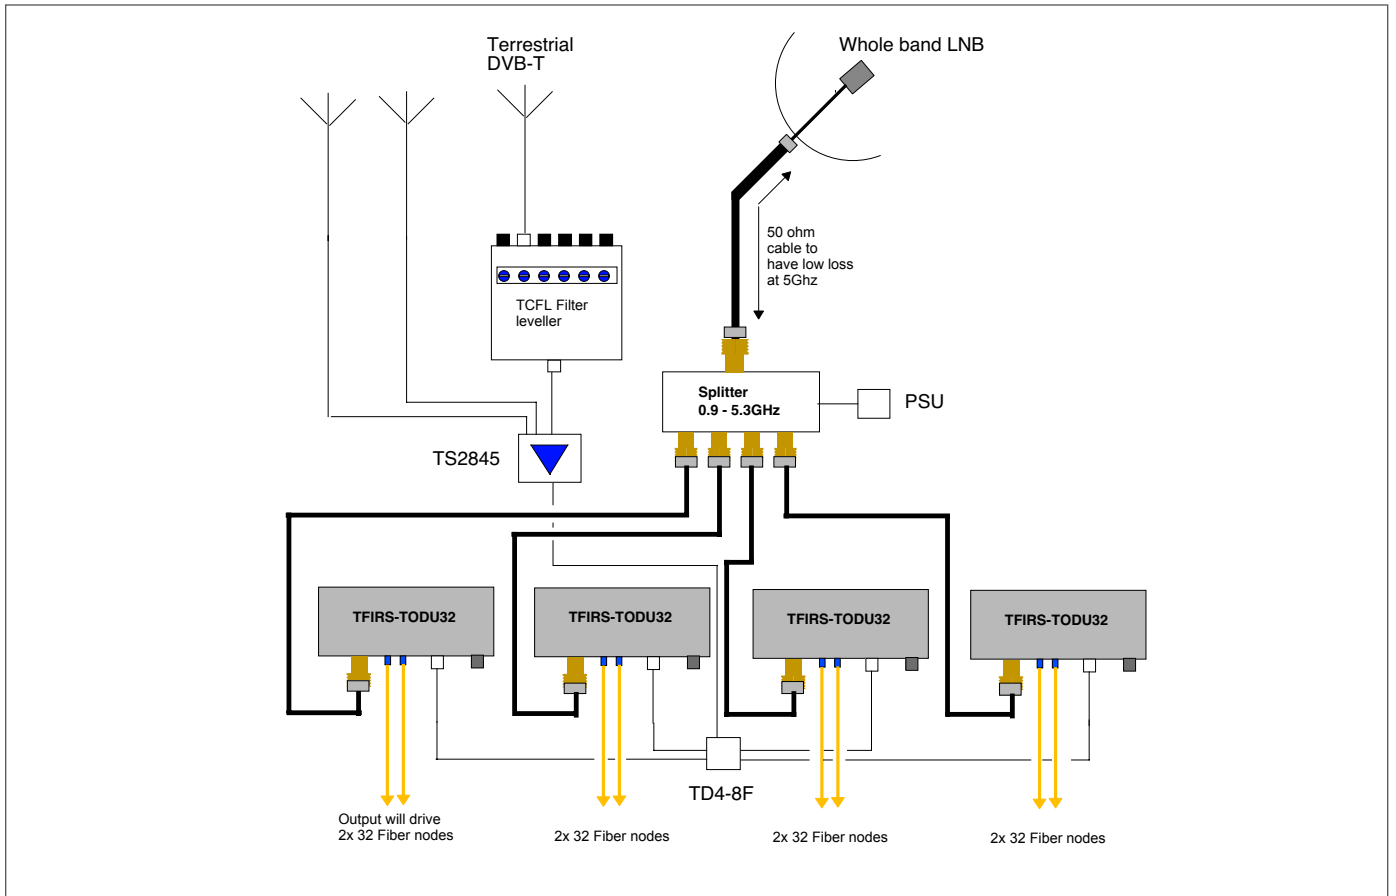 Terrestrial
DVB-T
Whole band LNB
50 ohm
cable to
have low loss
at 5Ghz
TCFL Filter
leveller
Splitter
0.9 - 5.3GHz
PSU
TS2845
TFIRS-TODU32
TFIRS-TODU32
TFIRS-TODU32
TFIRS-TODU32
TD4-8F
Output will drive
2x 32 Fiber nodes
2x 32 Fiber nodes
2x 32 Fiber nodes
2x 32 Fiber nodes